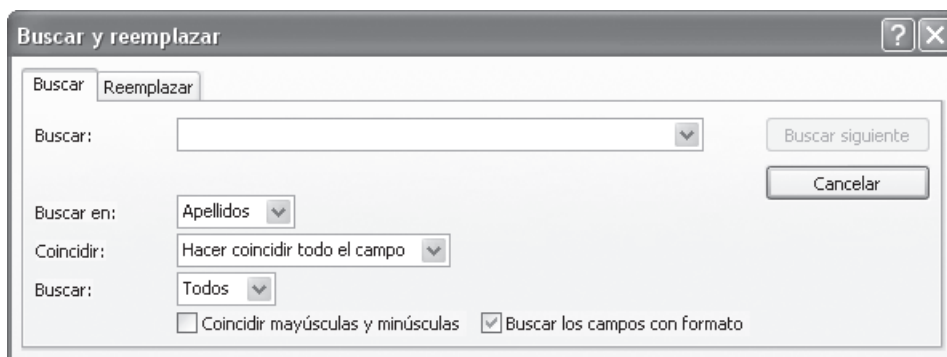 Buscar y reemplazar
Buscar Reemplazar
Buscar: Buscar siguiente
Cancelar
Buscar en: Apellidos
Coincidir: Hacer coincidir todo el campo
Buscar: Todos
Coincidir mayúsculas y minúsculas Buscar los campos con formato